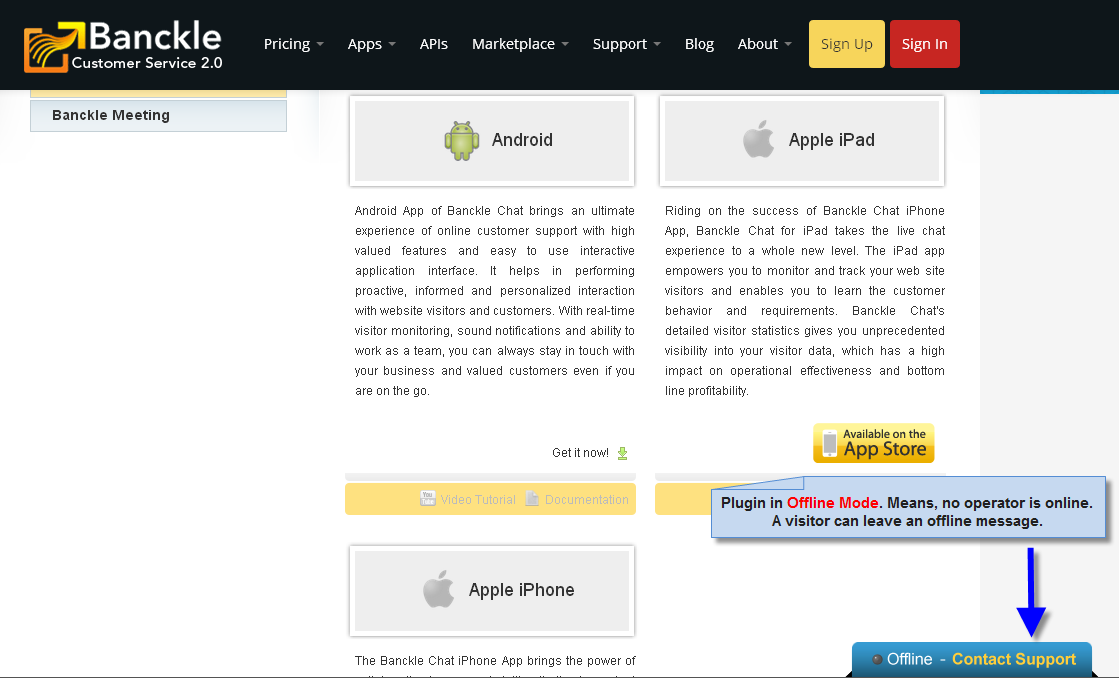 Banckle
Customer Service 2.0
Pricing
Apps
APIs
Marketplace
Support
Blog
About
Sign Up
Sign In
Banckle Meeting
Android
Android App of Banckle Chat brings an ultimate
experience of online customer support with high
valued features and easy to use interactive
application interface. It helps in performing
proactive, informed and personalized interaction
with website visitors and customers. With real-time
visitor monitoring, sound notifications and ability to
work as a team, you can always stay in touch with
your business and valued customers even if you
are on the go.
Get it now!
You Tube Video Tutorial
Documentation
Apple iPad
Riding on the success of Banckle Chat iPhone
App, Banckle Chat for iPad takes the live chat
experience to a whole new level. The iPad app
empowers you to monitor and track your web site
visitors and enables you to learn the customer
behavior and requirements. Banckle Chat's
detailed visitor statistics gives you unprecedented
visibility into your visitor data, which has a high
impact on operational effectiveness and bottom
line profitability.
Available on the
App Store
Plugin in Offline Mode. Means, no operator is online.
A visitor can leave an offline message.
Apple iPhone
The Banckle Chat iPhone App brings the power of
Offline - Contact Support